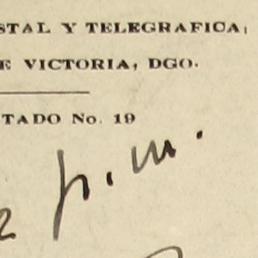 STAL Y TELEGRAFICA;
E VICTORIA, DGO.
TADO No. 19
p.m.